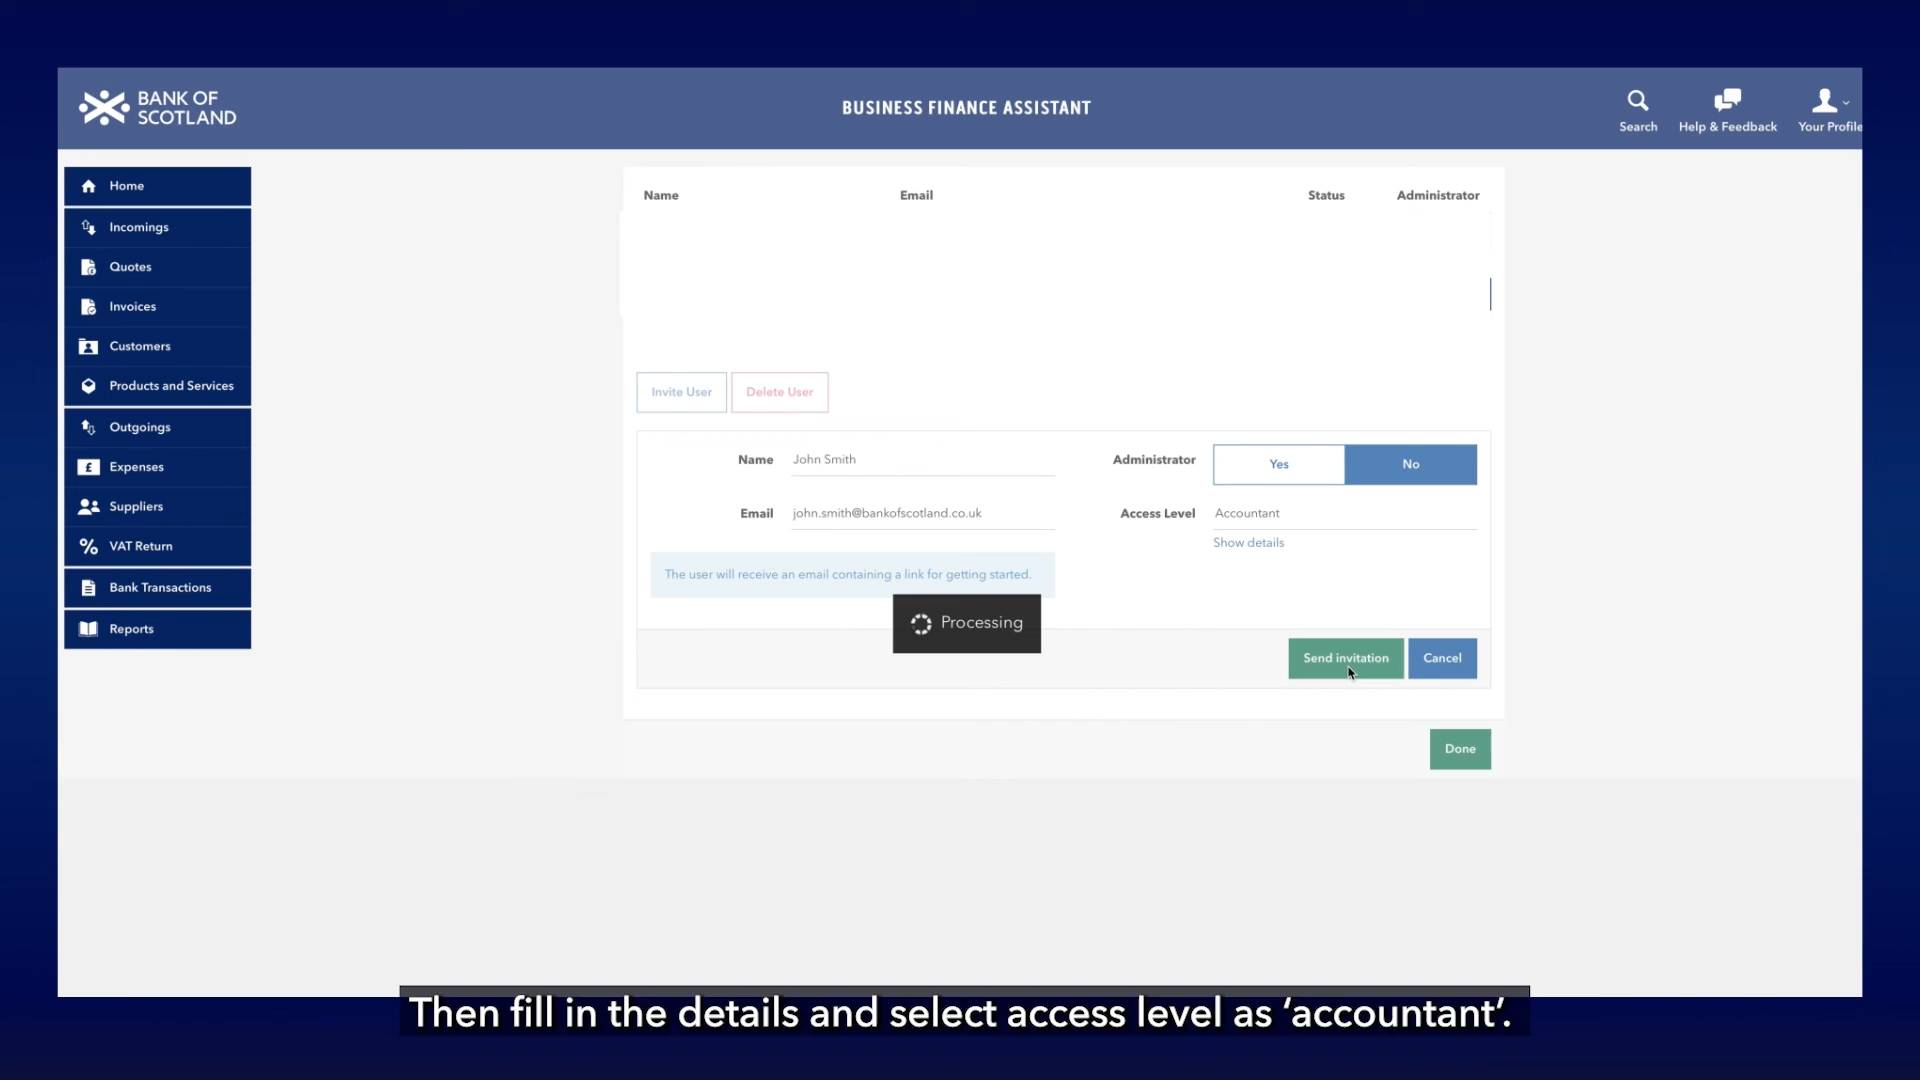 BANK OF
SCOTLAND
BUSINESS FINANCE ASSISTANT
Search
Help & Feedback
Your Profile
Home
Incomings
Quotes
Invoices
Customers
Products and Services
Outgoings
Expenses
Suppliers
VAT Return
Bank Transactions
Reports
Name Email Status Administrator
Invite User Delete User
Name John Smith Administrator Yes No
Email john.smith@bankofscotland.co.uk Access Level Accountant
Show details
The user will receive an email containing a link for getting started.
Processing
Send invitation Cancel
Done
Then fill in the details and select access level as ‘accountant’.